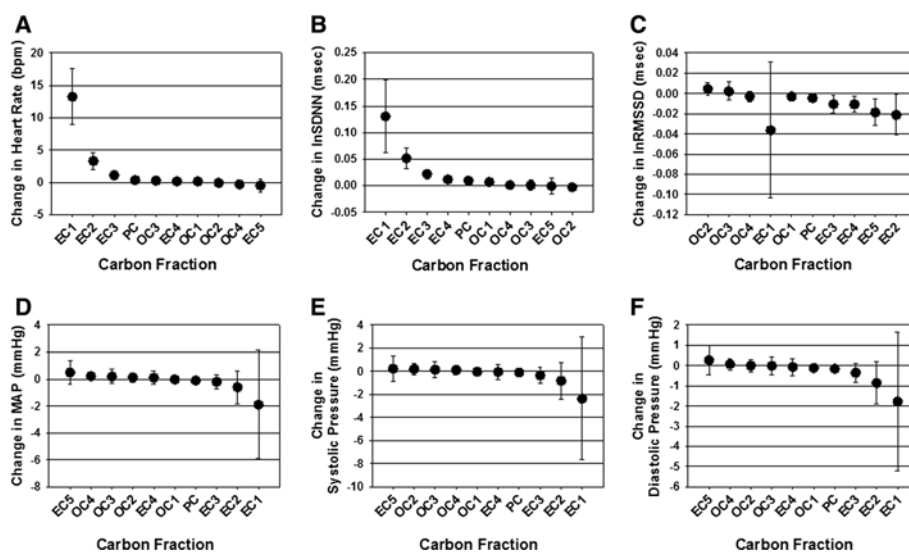 A
Change in Heart Rate (bpm)
20
15
10
5
0
-5
EC1 EC2 EC3 PC OC3 EC4 OC1 OC2 OC4 EC5
Carbon Fraction
B
Change in lnSDNN (msec)
0.25
0.20
0.15
0.10
0.05
0.00
-0.05
EC1 EC2 EC3 EC4 PC OC1 OC4 OC3 EC5 OC2
Carbon Fraction
C
Change in lnRMSSD (msec)
0.04
0.02
0.00
-0.02
-0.04
-0.06
-0.08
-0.10
-0.12
OC2 OC3 OC4 EC1 OC1 PC EC3 EC4 EC5 EC2
Carbon Fraction
D
Change in MAP (mmHg)
4
2
0
-2
-4
-6
-8
EC5 OC4 OC3 OC2 EC4 OC1 PC EC3 EC2 EC1
Carbon Fraction
E
Change in
Systolic Pressure (mmHg)
4
2
0
-2
-4
-6
-8
-10
EC5 OC2 OC3 OC4 OC1 EC4 PC EC3 EC2 EC1
Carbon Fraction
F
Change in
Diastolic Pressure (mmHg)
2
1
0
-1
-2
-3
-4
-5
-6
EC5 OC4 OC2 OC3 EC4 OC1 PC EC3 EC2 EC1
Carbon Fraction